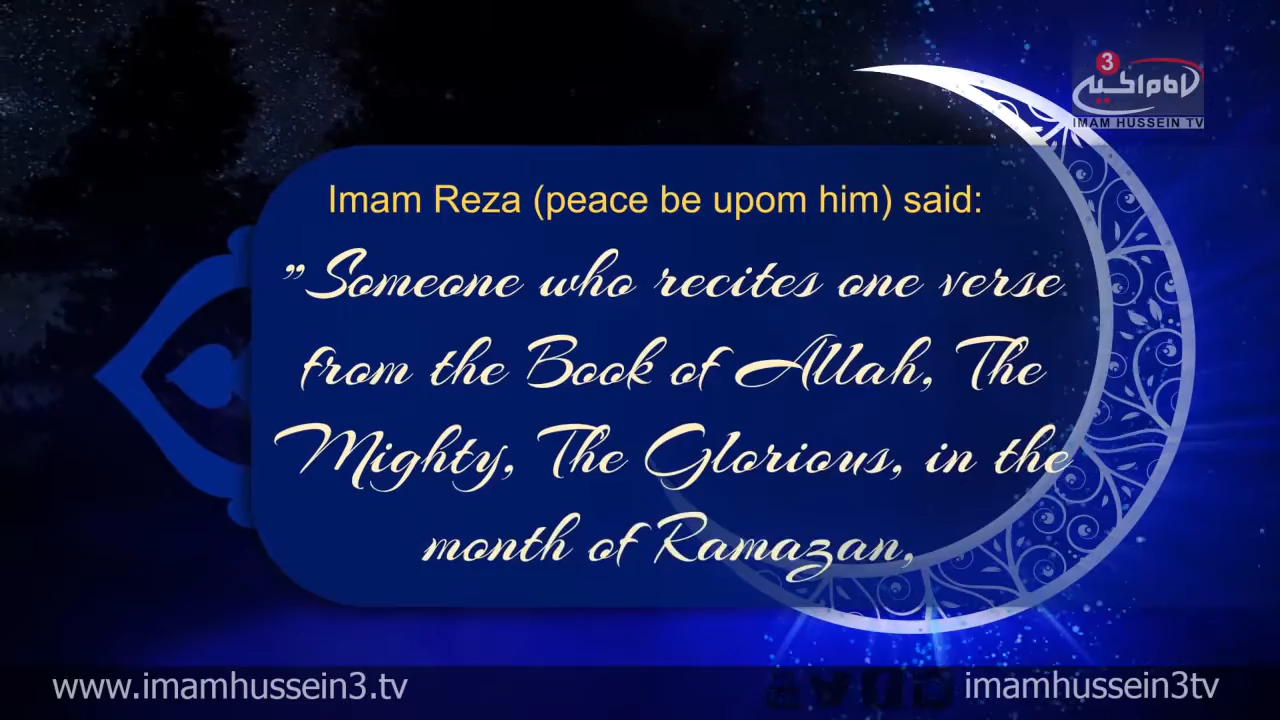 3
IMAM HUSSEIN TV
Imam Reza (peace be upom him) said:
”Someone who recites one verse
from the Book of Allah, The
Mighty, The Glorious, in the
month of Ramazan,
www.imamhussein3.tv
imamhussein3tv